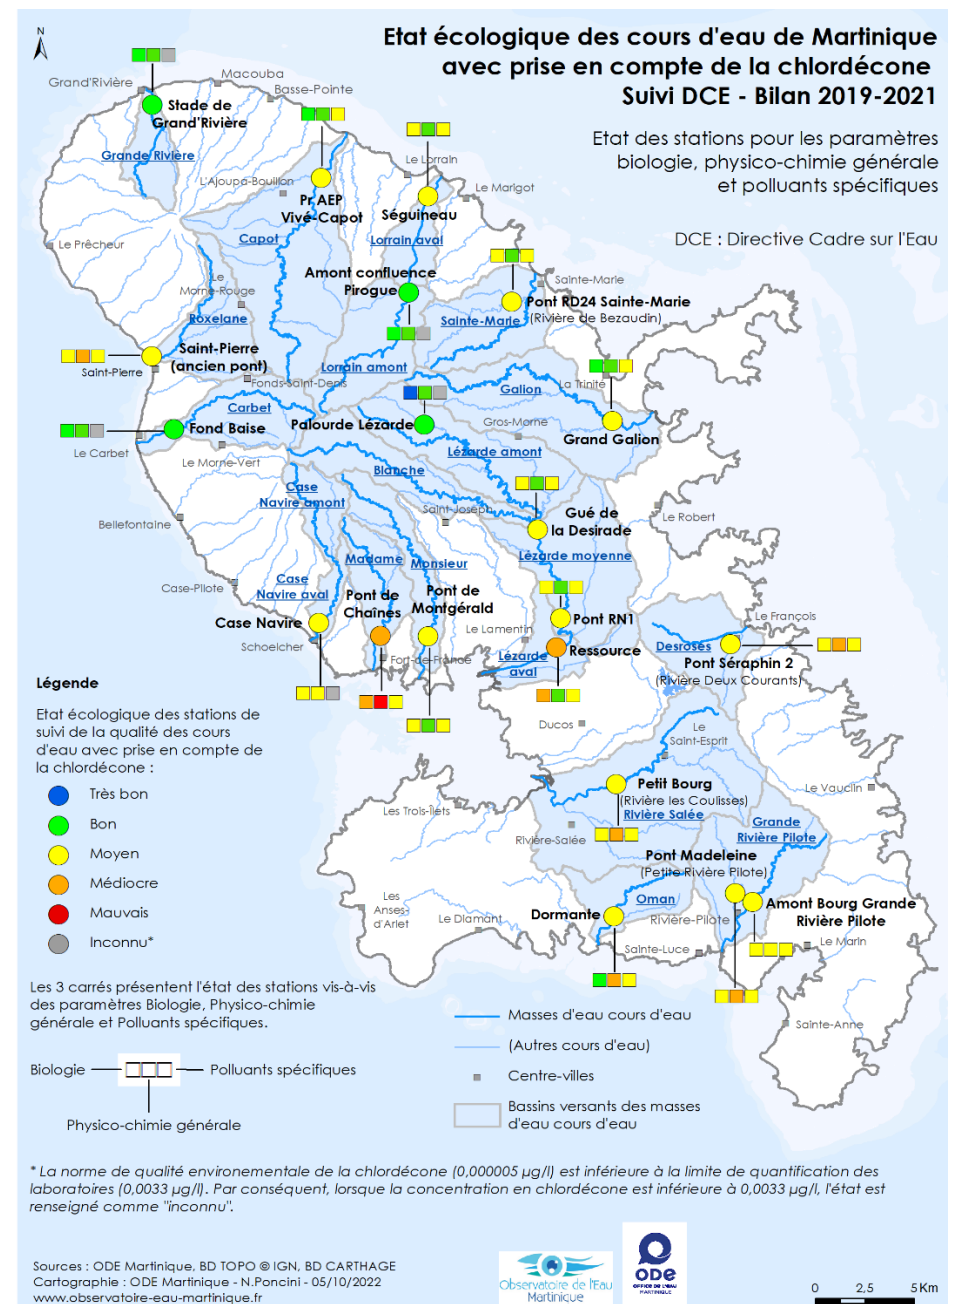 N
Etat écologique des cours d'eau de Martinique
avec prise en compte de la chlordécone
Suivi DCE - Bilan 2019-2021
Etat des stations pour les paramètres
biologie, physico-chimie générale
et polluants spécifiques
DCE : Directive Cadre sur l'Eau
Grand'Rivière
Macouba
Basse-Pointe
Stade de
Grand'Rivière
Grande Rivière
Le Lorrain
L'Ajoupa-Bouillon
Le Marigot
Pr AEP
Vivé-Capot
Séguineau
Capot
Lorrain aval
Le Prêcheur
Amont confluence
Pirogue
Sainte-Marie
Le
Morne-Rouge
Pont RD24 Sainte-Marie
(Rivière de Bezaudin)
Sainte-Marie
Roxelane
Saint-Pierre
(ancien pont)
Saint-Pierre
Lorrain amont
Fonds-Saint-Denis
Galion
La Trinité
Carbet
Fond Baise
Palourde Lézarde
Gros-Morne
Grand Galion
Le Carbet
Le Morne-Vert
Lézarde amont
Blanche
Case
Navire amont
Saint-Joseph
Gué de
la Desirade
Le Robert
Bellefontaine
Lézarde moyenne
Madame
Monsieur
Case-Pilote
Case
Navire aval
Pont de
Chaînes
Pont de
Montgérald
Case Navire
Pont RN1
Le Lamentin
Le François
Schoelcher
Fort-de-France
Lézarde
aval
Ressource
Desroses
Pont Séraphin 2
(Rivière Deux Courants)
Ducos
Le
Saint-Esprit
Petit Bourg
(Rivière les Coulisses)
Rivière Salée
Le Vauclin
Les Trois-Îlets
Rivière-Salée
Grande
Rivière Pilote
Pont Madeleine
(Petite Rivière Pilote)
Les
Anses-
d'Arlet
Le Diamant
Dormante
Oman
Rivière-Pilote
Amont Bourg Grande
Rivière Pilote
Sainte-Luce
Le Marin
Sainte-Anne
Légende
Etat écologique des stations de
suivi de la qualité des cours
d'eau avec prise en compte de
la chlordécone :
Très bon
Bon
Moyen
Médiocre
Mauvais
Inconnu*
Les 3 carrés présentent l'état des stations vis-à-vis
des paramètres Biologie, Physico-chimie
générale et Polluants spécifiques.
Biologie
Polluants spécifiques
Physico-chimie générale
Masses d'eau cours d'eau
(Autres cours d'eau)
Centre-villes
Bassins versants des masses
d'eau cours d'eau
* La norme de qualité environementale de la chlordécone (0,000005 µg/l) est inférieure à la limite de quantification des
laboratoires (0,0033 µg/l). Par conséquent, lorsque la concentration en chlordécone est inférieure à 0,0033 µg/l, l'état est
renseigné comme "inconnu".
Sources : ODE Martinique, BD TOPO © IGN, BD CARTHAGE
Cartographie : ODE Martinique - N.Poncini - 05/10/2022
www.observatoire-eau-martinique.fr
Observatoire de l'Eau
Martinique
ODE
OFFICE DE L'EAU
MARTINIQUE
0 2,5 5 Km